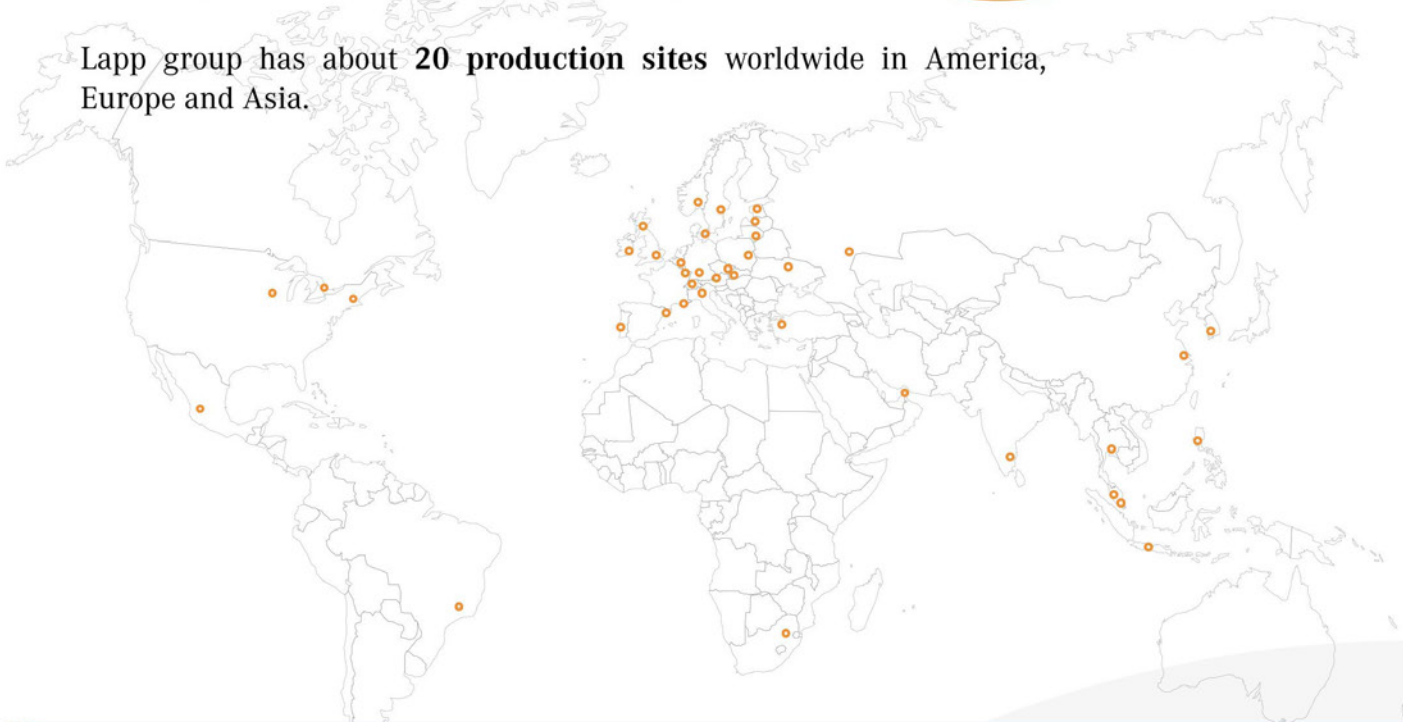 Lapp group has about 20 production sites worldwide in America,
Europe and Asia.